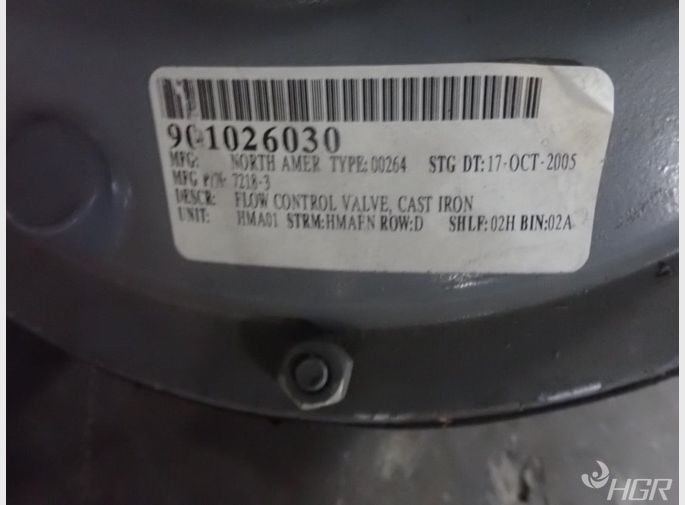 901026030
MFG: NORTH AMER TYPE:00264 STG DT:17-OCT-2005
MFG P/N: 7218-3
DESCR: FLOW CONTROL VALVE, CAST IRON
UNIT: HMA01 STRM:HMAFN ROW:D SHLF:02H BIN:02A
HGR